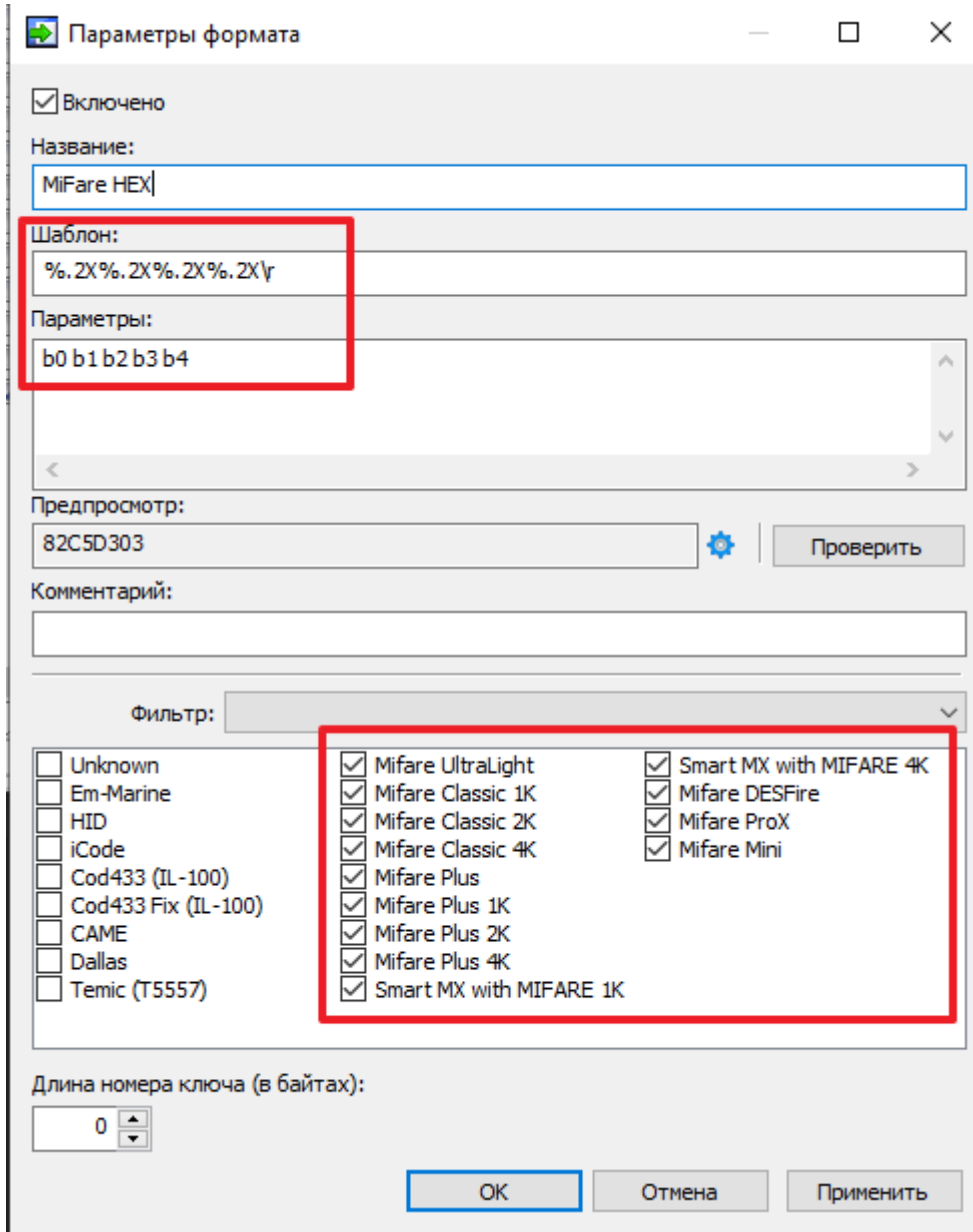 Параметры формата
Включено
Название:
MiFare HEX
Шаблон:
%.2X%.2X%.2X%.2X\r
Параметры:
b0 b1 b2 b3 b4
Предпросмотр:
82C5D303
Проверить
Комментарий:
Фильтр:
Unknown
Em-Marine
HID
iCode
Cod433 (IL-100)
Cod433 Fix (IL-100)
CAME
Dallas
Temic (T5557)
Mifare UltraLight
Mifare Classic 1K
Mifare Classic 2K
Mifare Classic 4K
Mifare Plus
Mifare Plus 1K
Mifare Plus 2K
Mifare Plus 4K
Smart MX with MIFARE 1K
Smart MX with MIFARE 4K
Mifare DESFire
Mifare ProX
Mifare Mini
Длина номера ключа (в байтах):
0
OK
Отмена
Применить